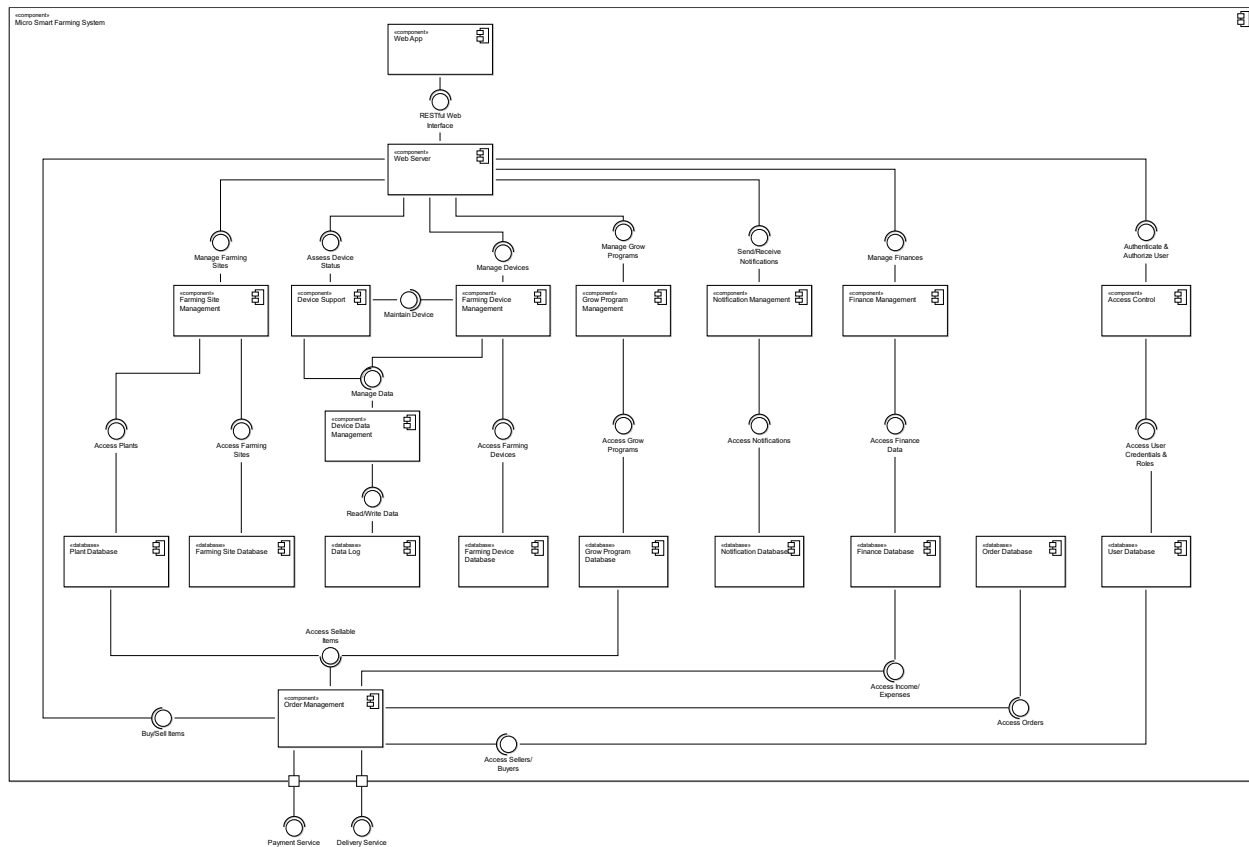 «component»
Micro Smart Farming System
«component»
Web App
RESTful Web
Interface
«component»
Web Server
Manage Farming
Sites
Assess Device
Status
Manage Devices
Manage Grow
Programs
Send/Receive
Notifications
Manage Finances
Authenticate &
Authorize User
«component»
Farming Site
Management
«component»
Device Support
Maintain Device
«component»
Farming Device
Management
«component»
Grow Program
Management
«component»
Notification Management
«component»
Finance Management
«component»
Access Control
Manage Data
«component»
Device Data
Management
Access Plants
Access Farming
Sites
Access Farming
Devices
Access Grow
Programs
Access Notifications
Access Finance
Data
Access User
Credentials &
Roles
Read/Write Data
«database»
Plant Database
«database»
Farming Site Database
«database»
Data Log
«database»
Farming Device
Database
«database»
Grow Program
Database
«database»
Notification Database
«database»
Finance Database
«database»
Order Database
«database»
User Database
Access Sellable
Items
«component»
Order Management
Access Income/
Expenses
Access Orders
Buy/Sell Items
Access Sellers/
Buyers
Payment Service
Delivery Service